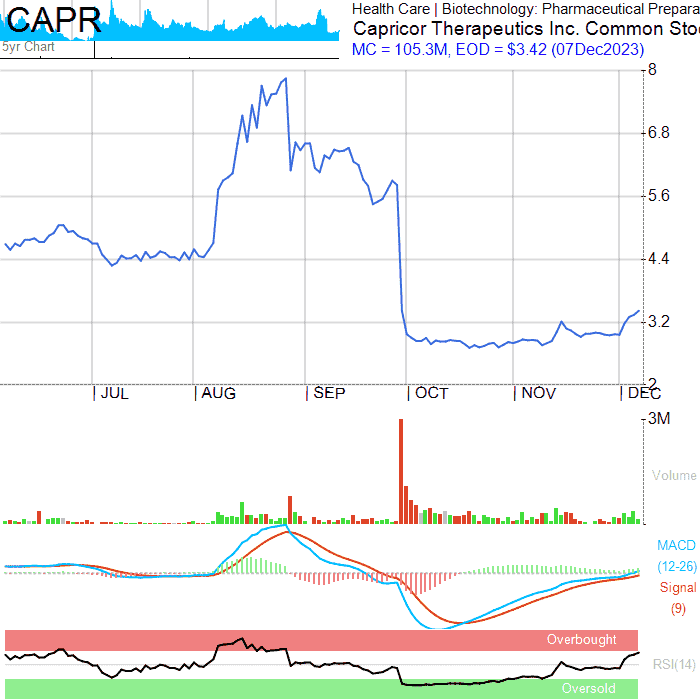 CAPR
5yr Chart
Health Care | Biotechnology: Pharmaceutical Prepara
Capricor Therapeutics Inc. Common Sto
MC = 105.3M, EOD = $3.42 (07Dec2023)
8
6.8
5.6
4.4
3.2
2
JUL AUG SEP OCT NOV DEC
3M
Volume
MACD
(12-26)
Signal
(9)
Overbought
RSI(14)
Oversold